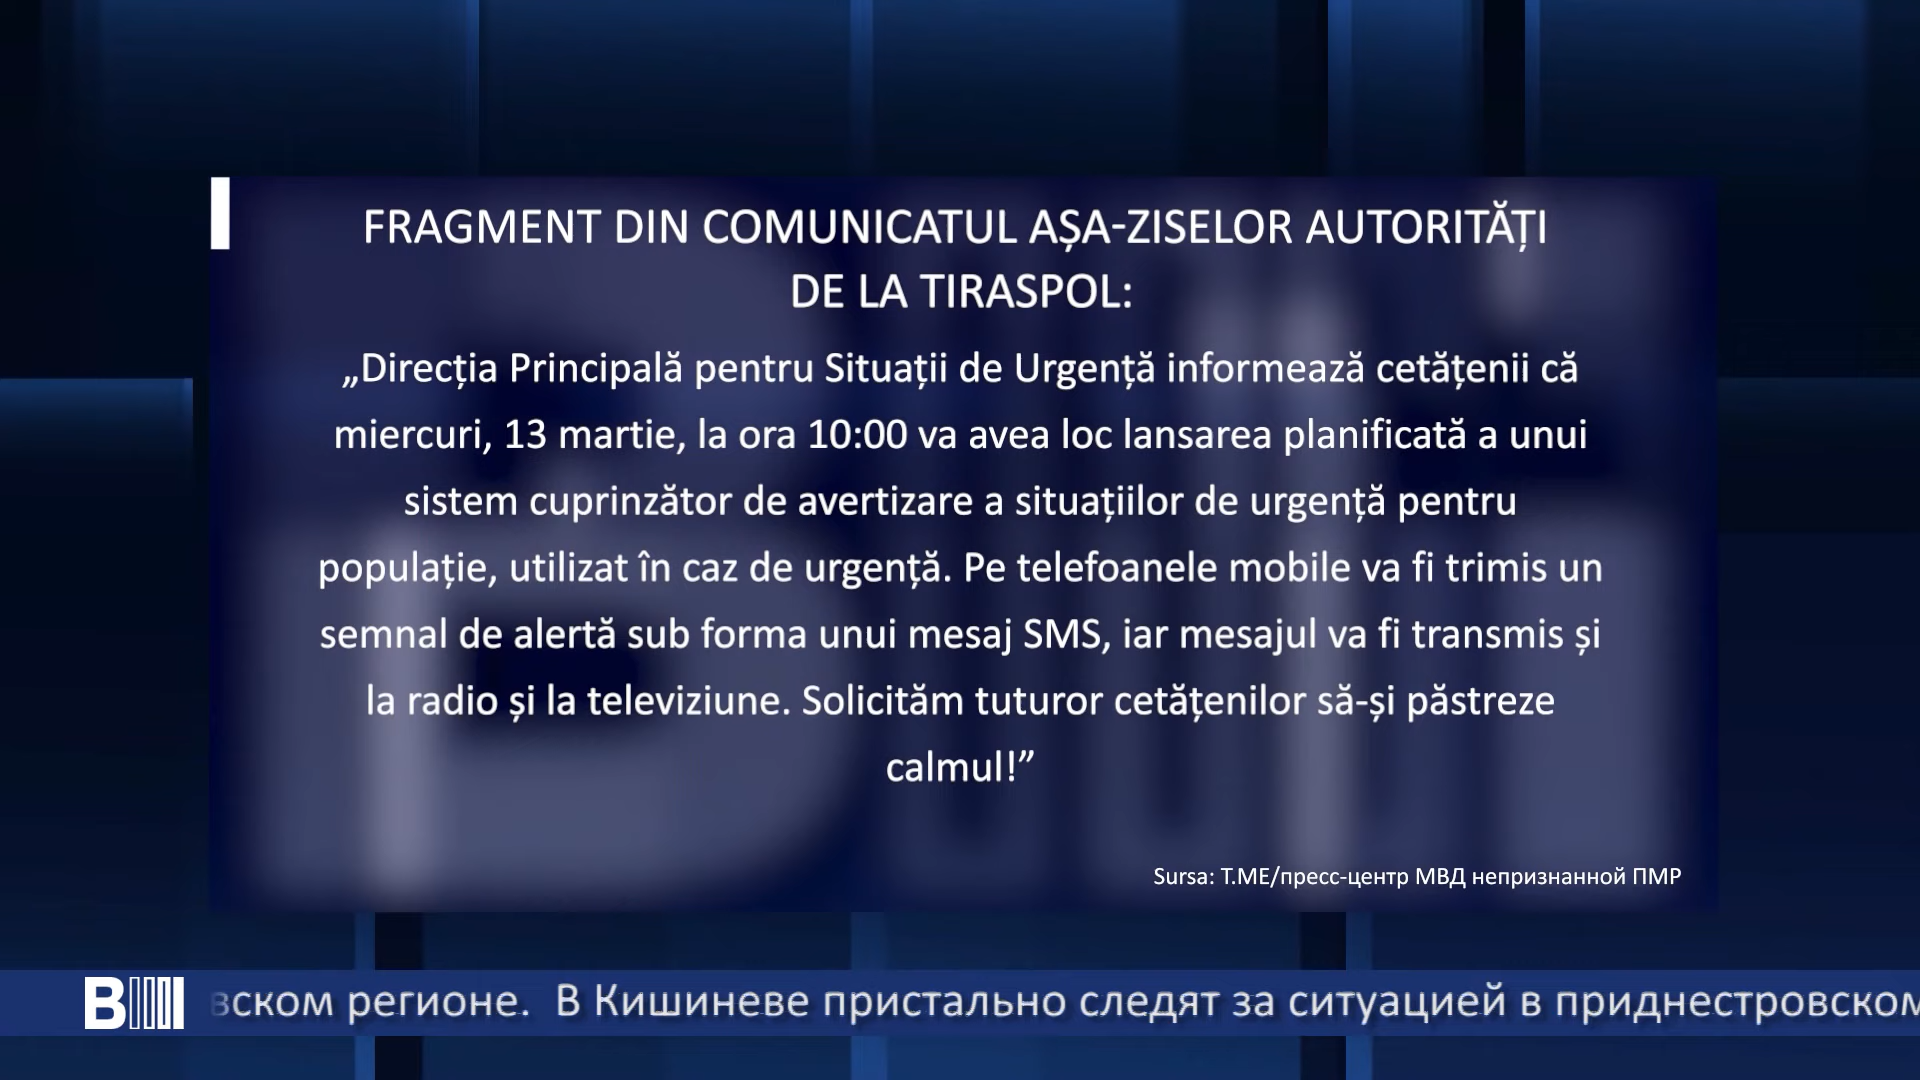 FRAGMENT DIN COMUNICATUL AȘA-ZISELOR AUTORITĂȚI
DE LA TIRASPOL:
„Direcția Principală pentru Situații de Urgență informează cetățenii că
miercuri, 13 martie, la ora 10:00 va avea loc lansarea planificată a unui
sistem cuprinzător de avertizare a situațiilor de urgență pentru
populație, utilizat în caz de urgență. Pe telefoanele mobile va fi trimis un
semnal de alertă sub forma unui mesaj SMS, iar mesajul va fi transmis și
la radio și la televiziune. Solicităm tuturor cetățenilor să-și păstreze
calmul!”
Sursa: T.ME/пресс-центр МВД непризнанной ПМР
B
вском регионе. В Кишиневе пристально следят за ситуацией в приднестровском